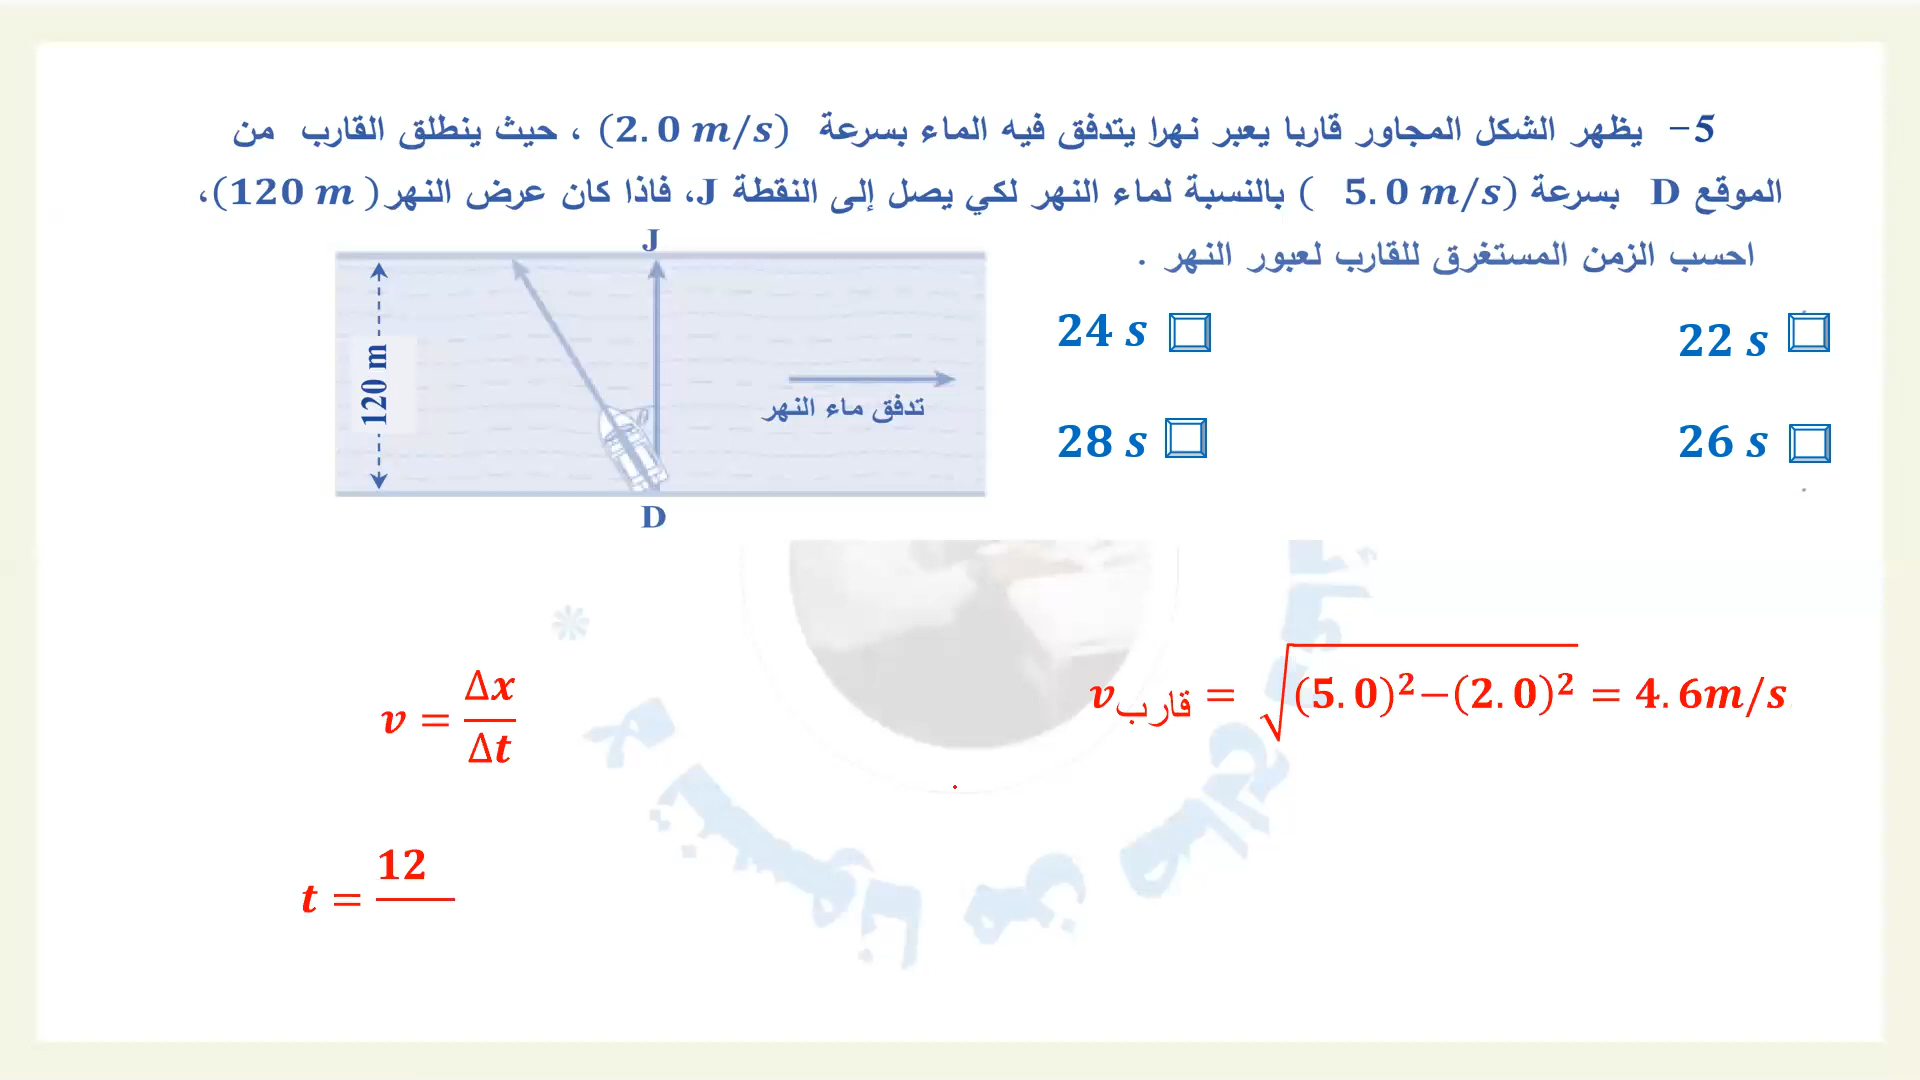 5- يظهر الشكل المجاور قاربا يعبر نهرا يتدفق فيه الماء بسرعة (2.0 m/s) ، حيث ينطلق القارب من
الموقع D بسرعة (5.0 m/s ) بالنسبة لماء النهر لكي يصل إلى النقطة J، فاذا كان عرض النهر( 120 m)،
احسب الزمن المستغرق للقارب لعبور النهر .
22 s
24 s
26 s
28 s
J
120 m
تدفق ماء النهر
D
v قارب = √(5.0)²−(2.0)² = 4.6m/s
v = Δx/Δt
t = 12